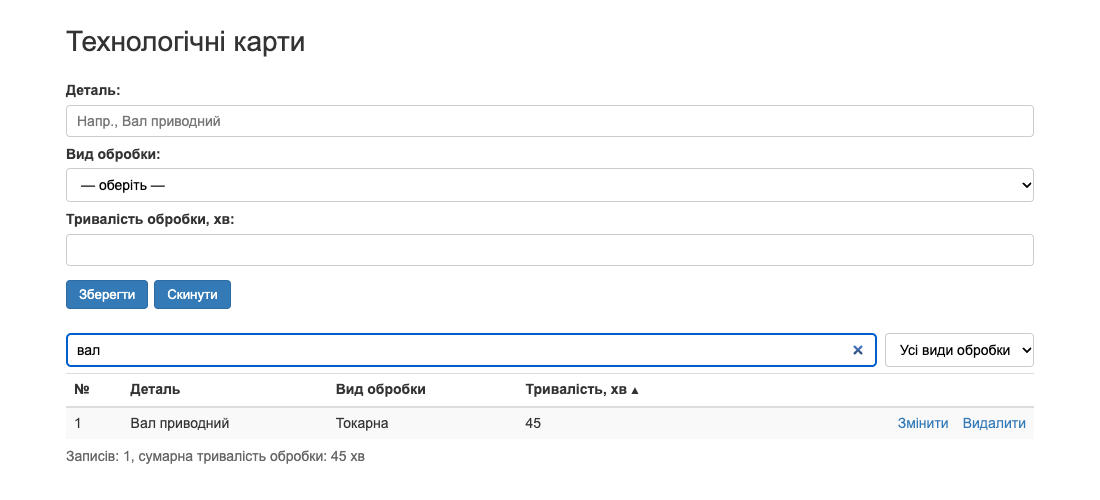 Технологічні карти
Деталь:
Напр., Вал приводний
Вид обробки:
— оберіть —
Тривалість обробки, хв:
Зберегти Скинути
вал × Усі види обробки
№ Деталь Вид обробки Тривалість, хв ▲
1 Вал приводний Токарна 45 Змінити Видалити
Записів: 1, сумарна тривалість обробки: 45 хв